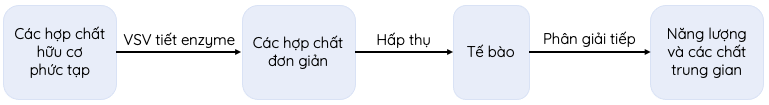 Các hợp chất
hữu cơ
phức tạp
VSV tiết enzyme
Các hợp chất
đơn giản
Hấp thụ
Tế bào
Phân giải tiếp
Năng lượng
và các chất
trung gian